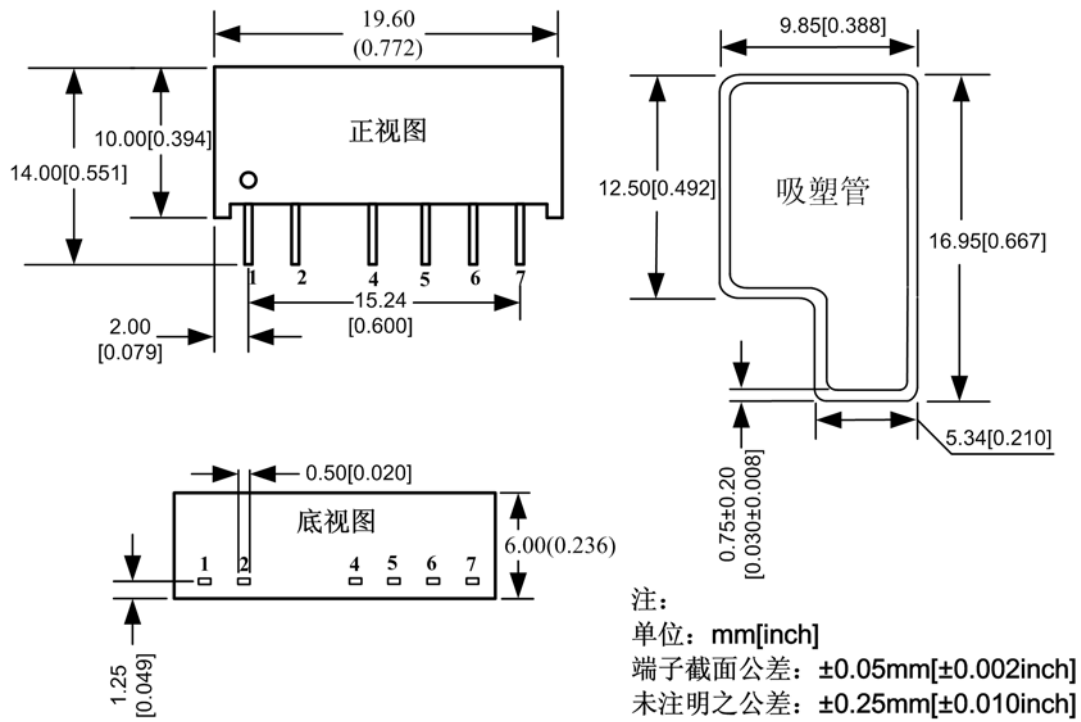 19.60
(0.772)
10.00[0.394]
14.00[0.551]
正视图
1 2 4 5 6 7
15.24
[0.600]
2.00
[0.079]
9.85[0.388]
12.50[0.492]
吸塑管
16.95[0.667]
5.34[0.210]
0.75±0.20
[0.030±0.008]
0.50[0.020]
底视图
1 2 4 5 6 7
6.00(0.236)
1.25
[0.049]
注：
单位：mm[inch]
端子截面公差：±0.05mm[±0.002inch]
未注明之公差：±0.25mm[±0.010inch]